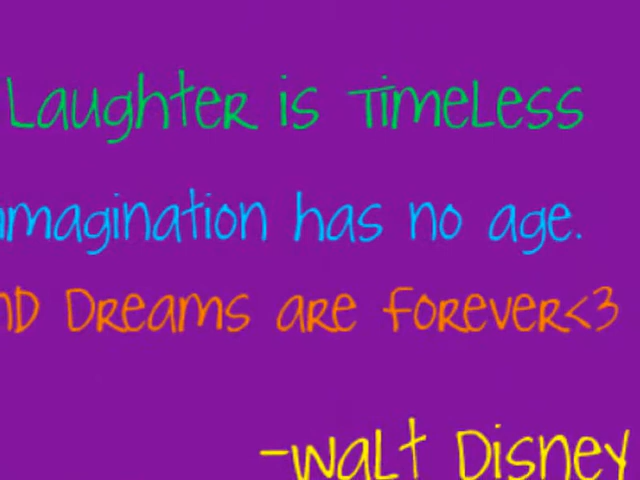 Laughter is Timeless
imagination has no age.
AND Dreams are forever<3
-Walt Disney